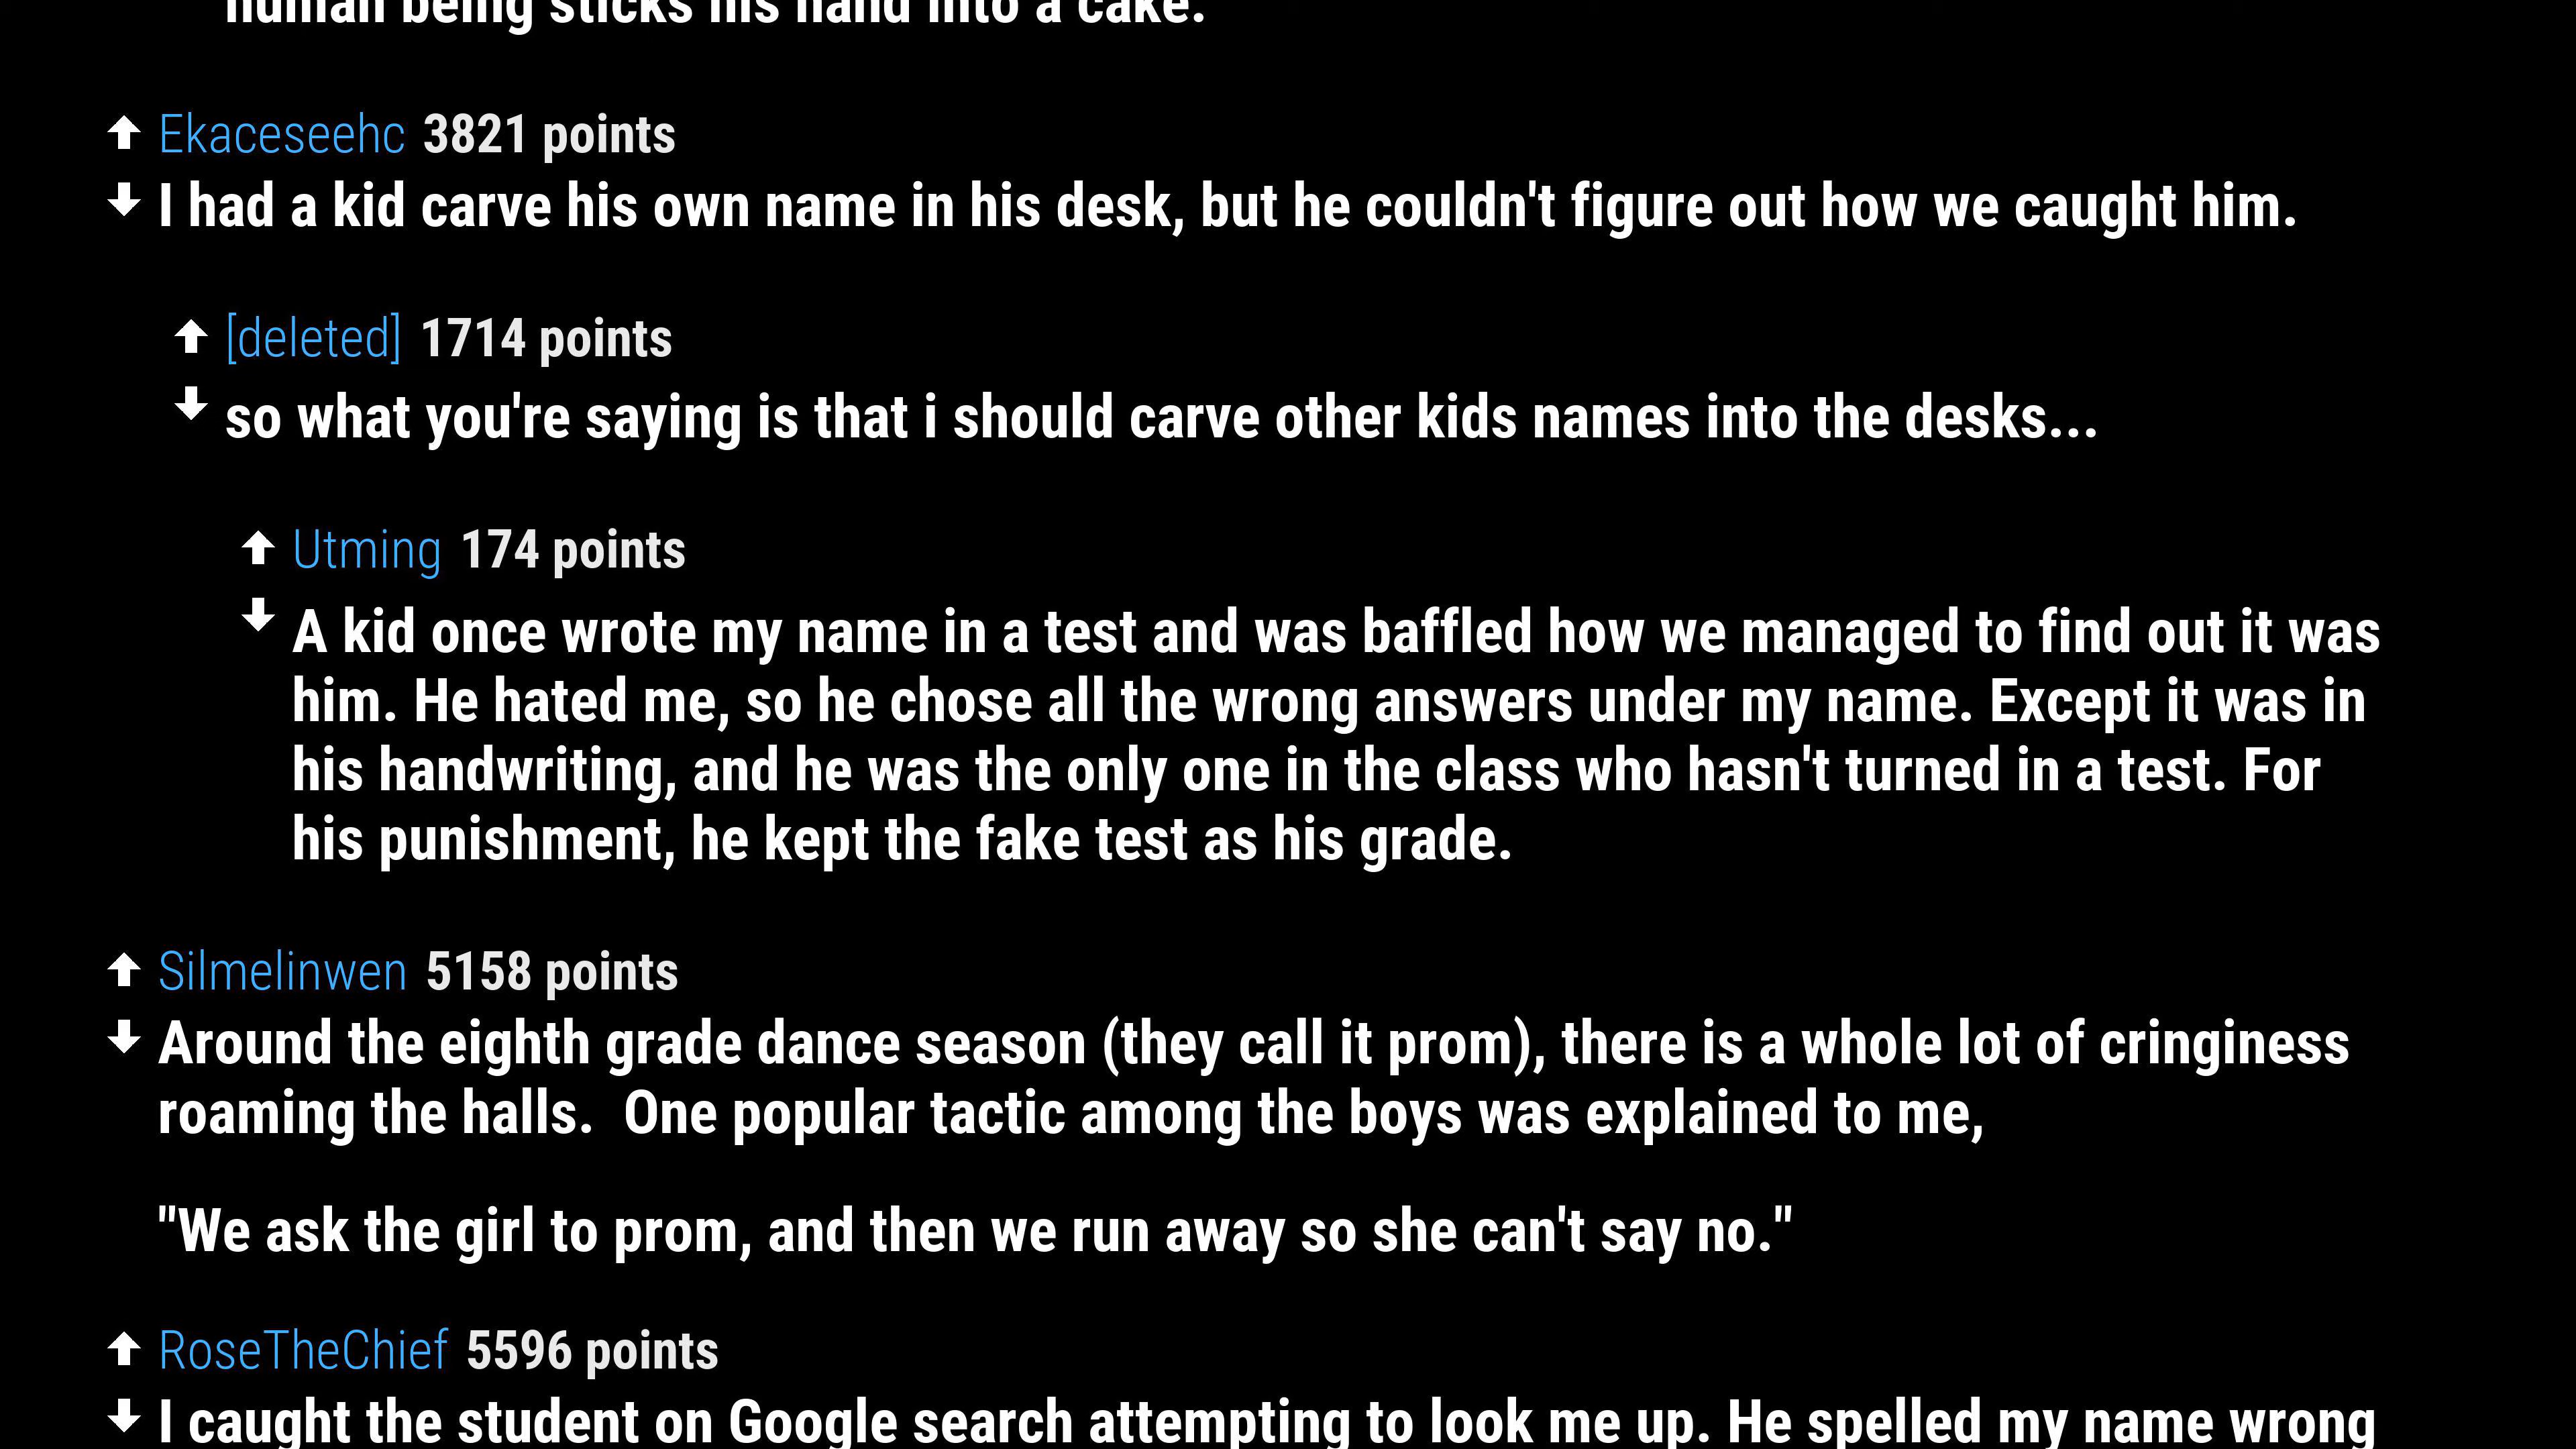 human being sticks his hand into a cake.
Ekaceseehc 3821 points
I had a kid carve his own name in his desk, but he couldn't figure out how we caught him.
[deleted] 1714 points
so what you're saying is that i should carve other kids names into the desks...
Utming 174 points
A kid once wrote my name in a test and was baffled how we managed to find out it was
him. He hated me, so he chose all the wrong answers under my name. Except it was in
his handwriting, and he was the only one in the class who hasn't turned in a test. For
his punishment, he kept the fake test as his grade.
Silmelinwen 5158 points
Around the eighth grade dance season (they call it prom), there is a whole lot of cringiness
roaming the halls.  One popular tactic among the boys was explained to me,
"We ask the girl to prom, and then we run away so she can't say no."
RoseTheChief 5596 points
I caught the student on Google search attempting to look me up. He spelled my name wrong